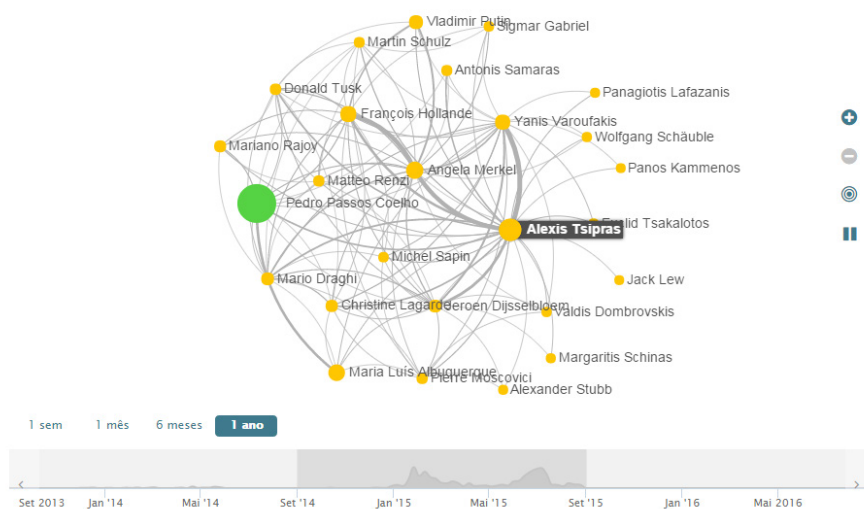 Vladimir Putin
Sigmar Gabriel
Martin Schulz
Antonis Samaras
Donald Tusk
Panagiotis Lafazanis
François Hollande
Yanis Varoufakis
Wolfgang Schäuble
Mariano Rajoy
Angela Merkel
Panos Kammenos
Matteo Renzi
Pedro Passos Coelho
Tsakalotos
Alexis Tsipras
Michel Sapin
Mario Draghi
Jack Lew
Christine Lagarde
Jeroen Dijsselbloem
Valdis Dombrovskis
Margaritis Schinas
Maria Luís Albuquerque
Pierre Moscovici
Alexander Stubb
1 sem
1 mês
6 meses
1 ano
Set 2013
Jan '14
Mai '14
Set '14
Jan '15
Mai '15
Set '15
Jan '16
Mai 2016